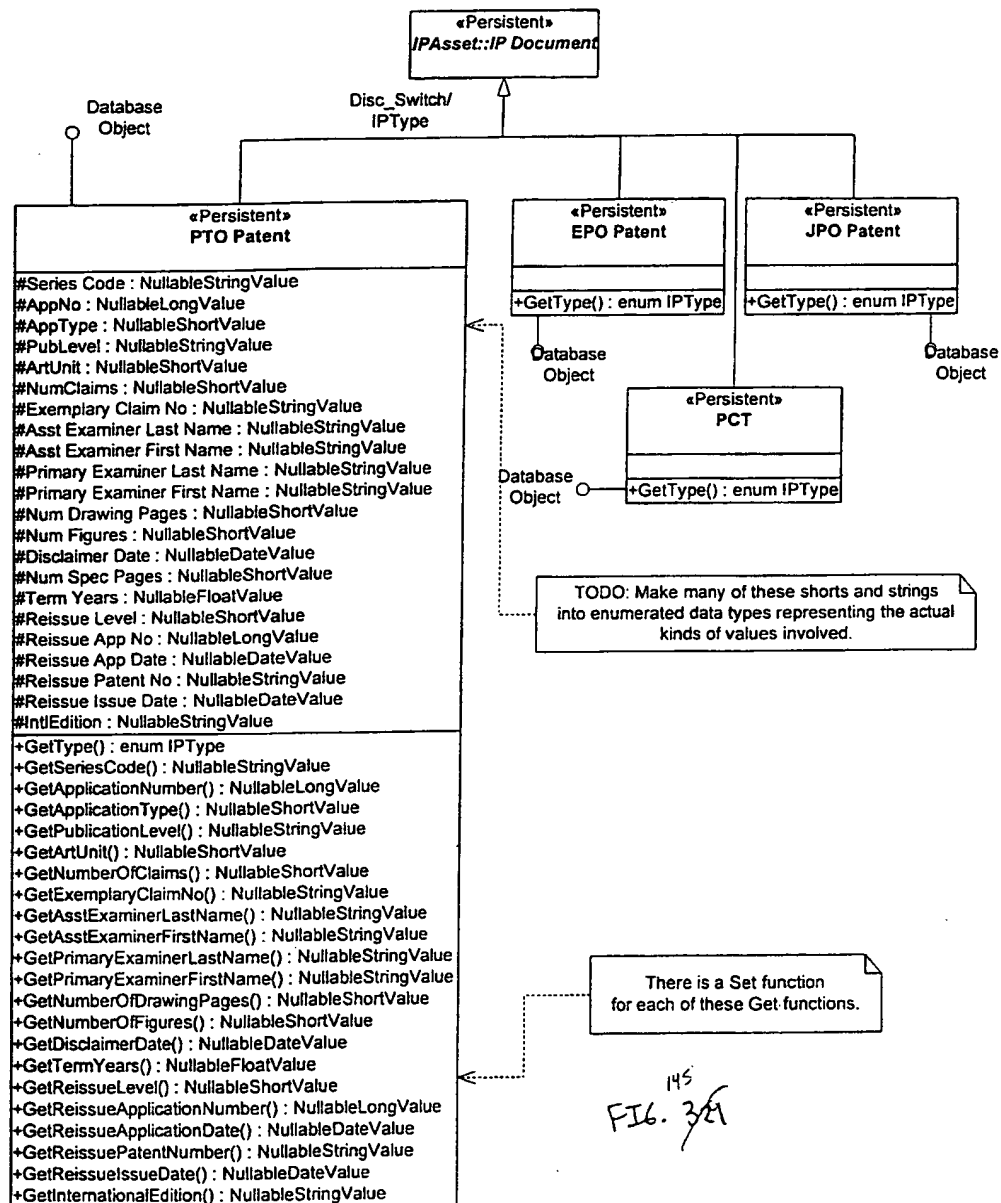 «Persistent»
IPAsset::IP Document
Database
Object
Disc_Switch/
IPType
«Persistent»
PTO Patent
#Series Code : NullableStringValue
#AppNo : NullableLongValue
#AppType : NullableShortValue
#PubLevel : NullableStringValue
#ArtUnit : NullableShortValue
#NumClaims : NullableShortValue
#Exemplary Claim No : NullableStringValue
#Asst Examiner Last Name : NullableStringValue
#Asst Examiner First Name : NullableStringValue
#Primary Examiner Last Name : NullableStringValue
#Primary Examiner First Name : NullableStringValue
#Num Drawing Pages : NullableShortValue
#Num Figures : NullableShortValue
#Disclaimer Date : NullableDateValue
#Num Spec Pages : NullableShortValue
#Term Years : NullableFloatValue
#Reissue Level : NullableShortValue
#Reissue App No : NullableLongValue
#Reissue App Date : NullableDateValue
#Reissue Patent No : NullableStringValue
#Reissue Issue Date : NullableDateValue
#IntlEdition : NullableStringValue
+GetType() : enum IPType
+GetSeriesCode() : NullableStringValue
+GetApplicationNumber() : NullableLongValue
+GetApplicationType() : NullableShortValue
+GetPublicationLevel() : NullableStringValue
+GetArtUnit() : NullableShortValue
+GetNumberOfClaims() : NullableShortValue
+GetExemplaryClaimNo() : NullableStringValue
+GetAsstExaminerLastName() : NullableStringValue
+GetAsstExaminerFirstName() : NullableStringValue
+GetPrimaryExaminerLastName() : NullableStringValue
+GetPrimaryExaminerFirstName() : NullableStringValue
+GetNumberOfDrawingPages() : NullableShortValue
+GetNumberOfFigures() : NullableShortValue
+GetDisclaimerDate() : NullableDateValue
+GetTermYears() : NullableFloatValue
+GetReissueLevel() : NullableShortValue
+GetReissueApplicationNumber() : NullableLongValue
+GetReissueApplicationDate() : NullableDateValue
+GetReissuePatentNumber() : NullableStringValue
+GetReissueIssueDate() : NullableDateValue
+GetInternationalEdition() : NullableStringValue
«Persistent»
EPO Patent
+GetType() : enum IPType
Database
Object
«Persistent»
JPO Patent
+GetType() : enum IPType
Database
Object
«Persistent»
PCT
+GetType() : enum IPType
Database
Object
TODO: Make many of these shorts and strings
into enumerated data types representing the actual
kinds of values involved.
There is a Set function
for each of these Get functions.
145
FIG.